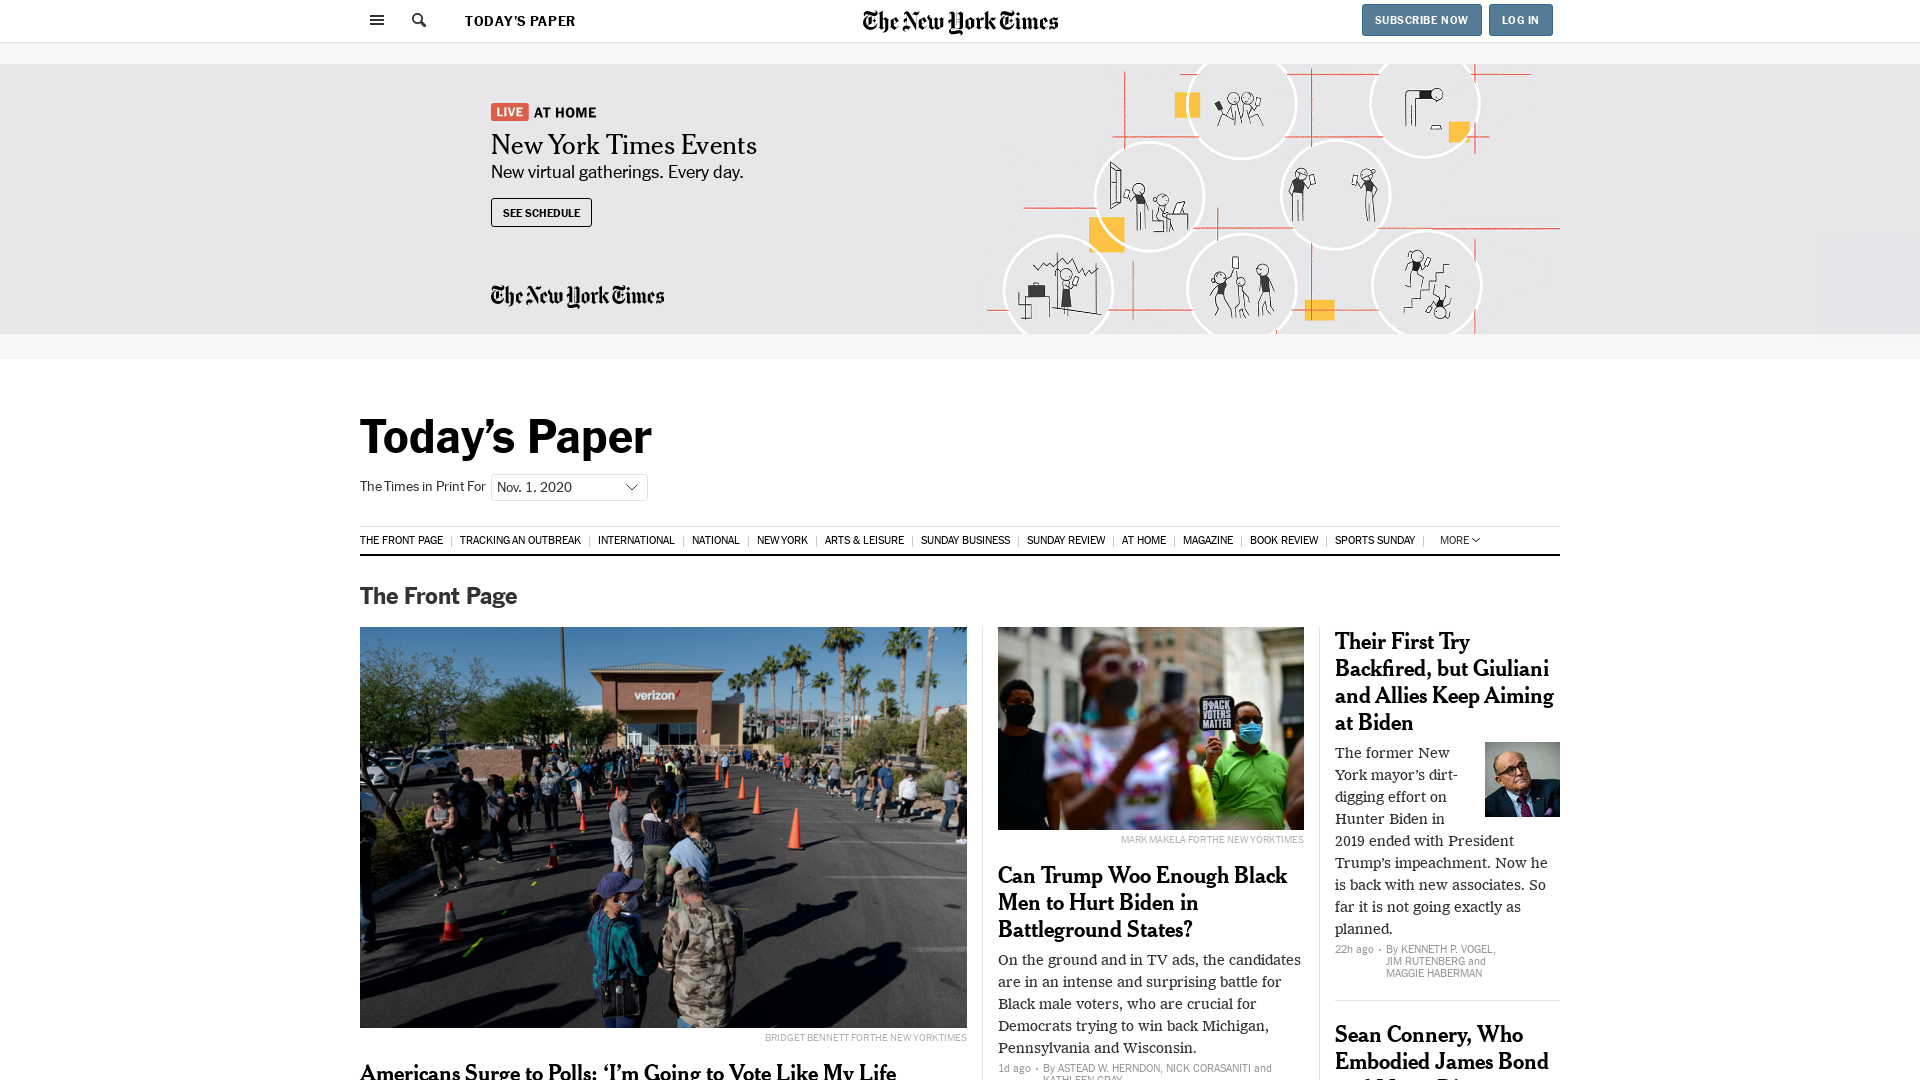 TODAY'S PAPER
The New York Times
SUBSCRIBE NOW
LOG IN
LIVE AT HOME
New York Times Events
New virtual gatherings. Every day.
SEE SCHEDULE
The New York Times
Today’s Paper
The Times in Print For Nov. 1, 2020
THE FRONT PAGE TRACKING AN OUTBREAK INTERNATIONAL NATIONAL NEW YORK ARTS & LEISURE SUNDAY BUSINESS SUNDAY REVIEW AT HOME MAGAZINE BOOK REVIEW SPORTS SUNDAY MORE
The Front Page
verizon
BRIDGET BENNETT FOR THE NEW YORK TIMES
Americans Surge to Polls: ‘I’m Going to Vote Like My Life
BLACK
VOTERS
MATTER
MARK MAKELA FOR THE NEW YORK TIMES
Can Trump Woo Enough Black
Men to Hurt Biden in
Battleground States?
On the ground and in TV ads, the candidates
are in an intense and surprising battle for
Black male voters, who are crucial for
Democrats trying to win back Michigan,
Pennsylvania and Wisconsin.
1d ago • By ASTEAD W. HERNDON, NICK CORASANITI and
KATHLEEN GRAY
Their First Try
Backfired, but Giuliani
and Allies Keep Aiming
at Biden
The former New
York mayor’s dirt-
digging effort on
Hunter Biden in
2019 ended with President
Trump’s impeachment. Now he
is back with new associates. So
far it is not going exactly as
planned.
22h ago • By KENNETH P. VOGEL,
JIM RUTENBERG and
MAGGIE HABERMAN
Sean Connery, Who
Embodied James Bond